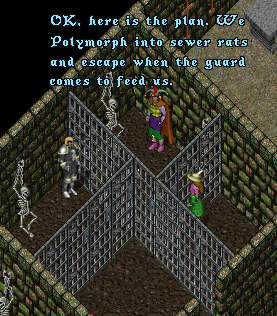 OK, here is the plan. We
Polymorph into sewer rats
and escape when the guard
comes to feed us.